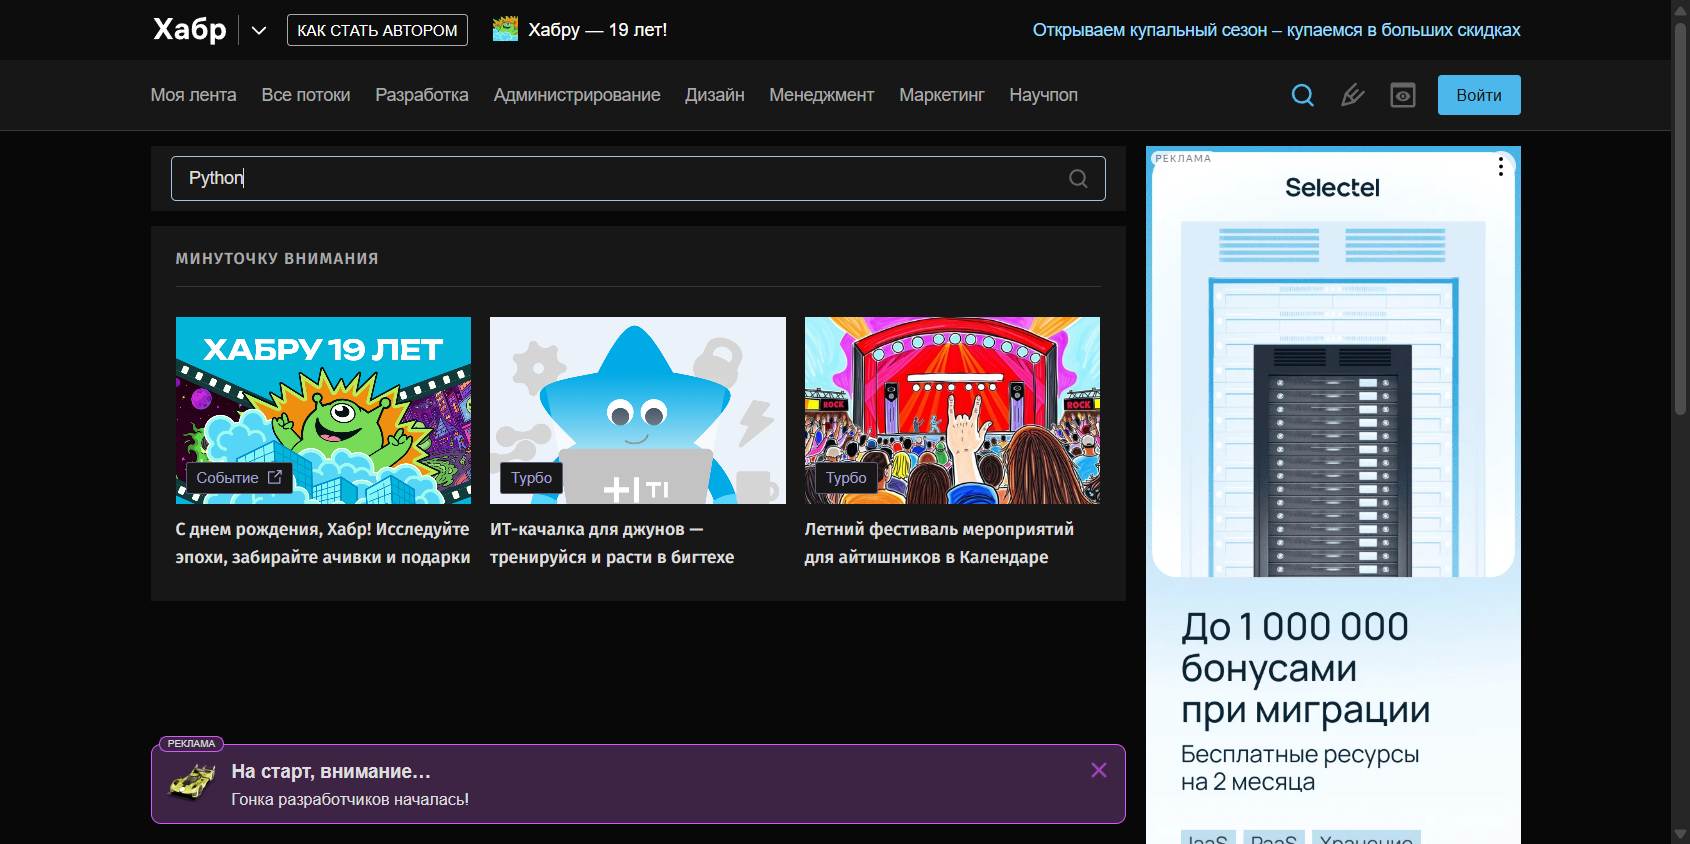 Хабр
КАК СТАТЬ АВТОРОМ
Хабру — 19 лет!
Открываем купальный сезон – купаемся в больших скидках
Моя лента Все потоки Разработка Администрирование Дизайн Менеджмент Маркетинг Научпоп
Войти
Python
МИНУТОЧКУ ВНИМАНИЯ
ХАБРУ 19 ЛЕТ
Событие
С днем рождения, Хабр! Исследуйте
эпохи, забирайте ачивки и подарки
Турбо
ИТ-качалка для джунов —
тренируйся и расти в бигтехе
ROCK
ROCK
Турбо
Летний фестиваль мероприятий
для айтишников в Календаре
РЕКЛАМА
На старт, внимание…
Гонка разработчиков началась!
РЕКЛАМА
Selectel
До 1 000 000
бонусами
при миграции
Бесплатные ресурсы
на 2 месяца
IaaS PaaS Хранение